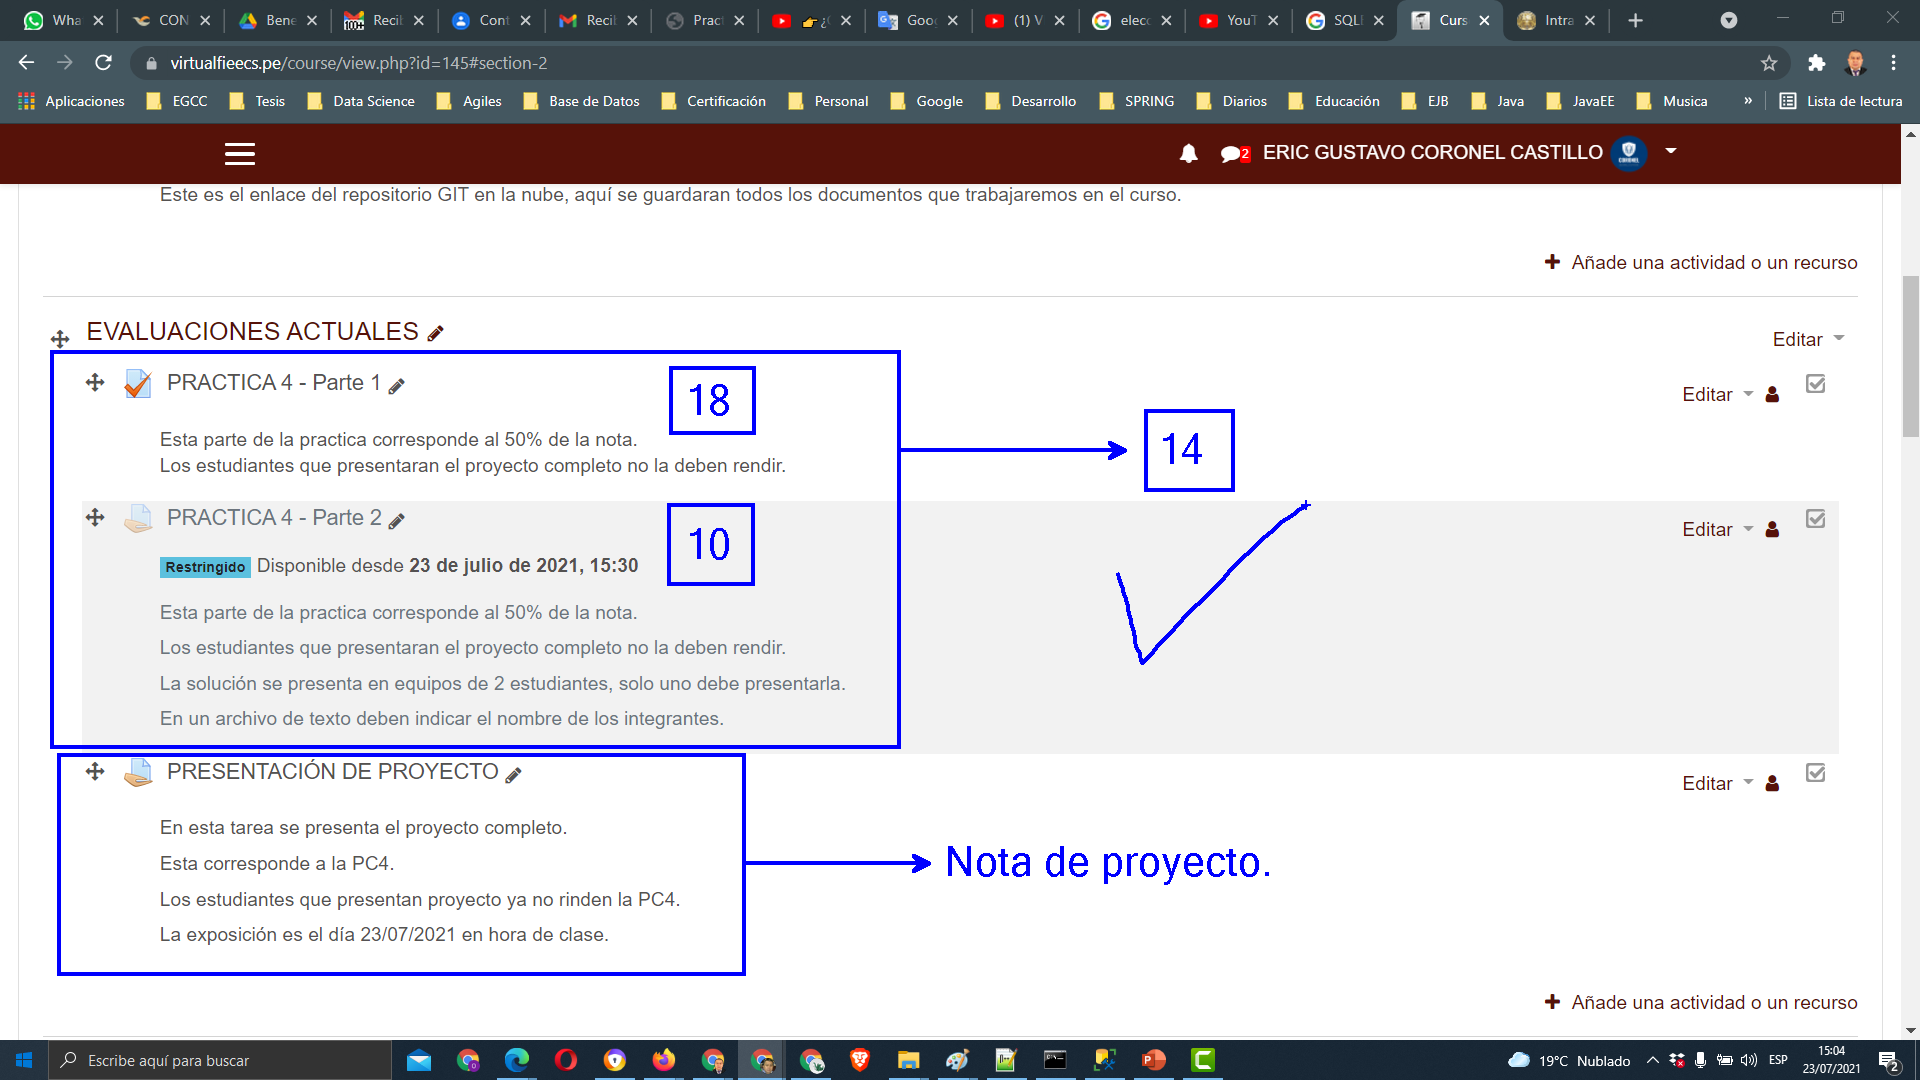 Wha
CON
Bene
Recib
Cont
Recib
Pract
Goo
(1) V
elecc
YouT
SQLI
Curs
Intra
virtualfieecs.pe/course/view.php?id=145#section-2
Aplicaciones EGCC Tesis Data Science Agiles Base de Datos Certificación Personal Google Desarrollo SPRING Diarios Educación EJB Java JavaEE Musica » Lista de lectura
2 ERIC GUSTAVO CORONEL CASTILLO
Este es el enlace del repositorio GIT en la nube, aquí se guardaran todos los documentos que trabajaremos en el curso.
Añade una actividad o un recurso
EVALUACIONES ACTUALES
Editar
PRACTICA 4 - Parte 1
18
Editar
Esta parte de la practica corresponde al 50% de la nota.
Los estudiantes que presentaran el proyecto completo no la deben rendir.
14
PRACTICA 4 - Parte 2
10
Editar
Restringido Disponible desde 23 de julio de 2021, 15:30
Esta parte de la practica corresponde al 50% de la nota.
Los estudiantes que presentaran el proyecto completo no la deben rendir.
La solución se presenta en equipos de 2 estudiantes, solo uno debe presentarla.
En un archivo de texto deben indicar el nombre de los integrantes.
PRESENTACIÓN DE PROYECTO
Editar
En esta tarea se presenta el proyecto completo.
Esta corresponde a la PC4.
Los estudiantes que presentan proyecto ya no rinden la PC4.
La exposición es el día 23/07/2021 en hora de clase.
Nota de proyecto.
Añade una actividad o un recurso
Escribe aquí para buscar
19°C Nublado
ESP
15:04
23/07/2021
2